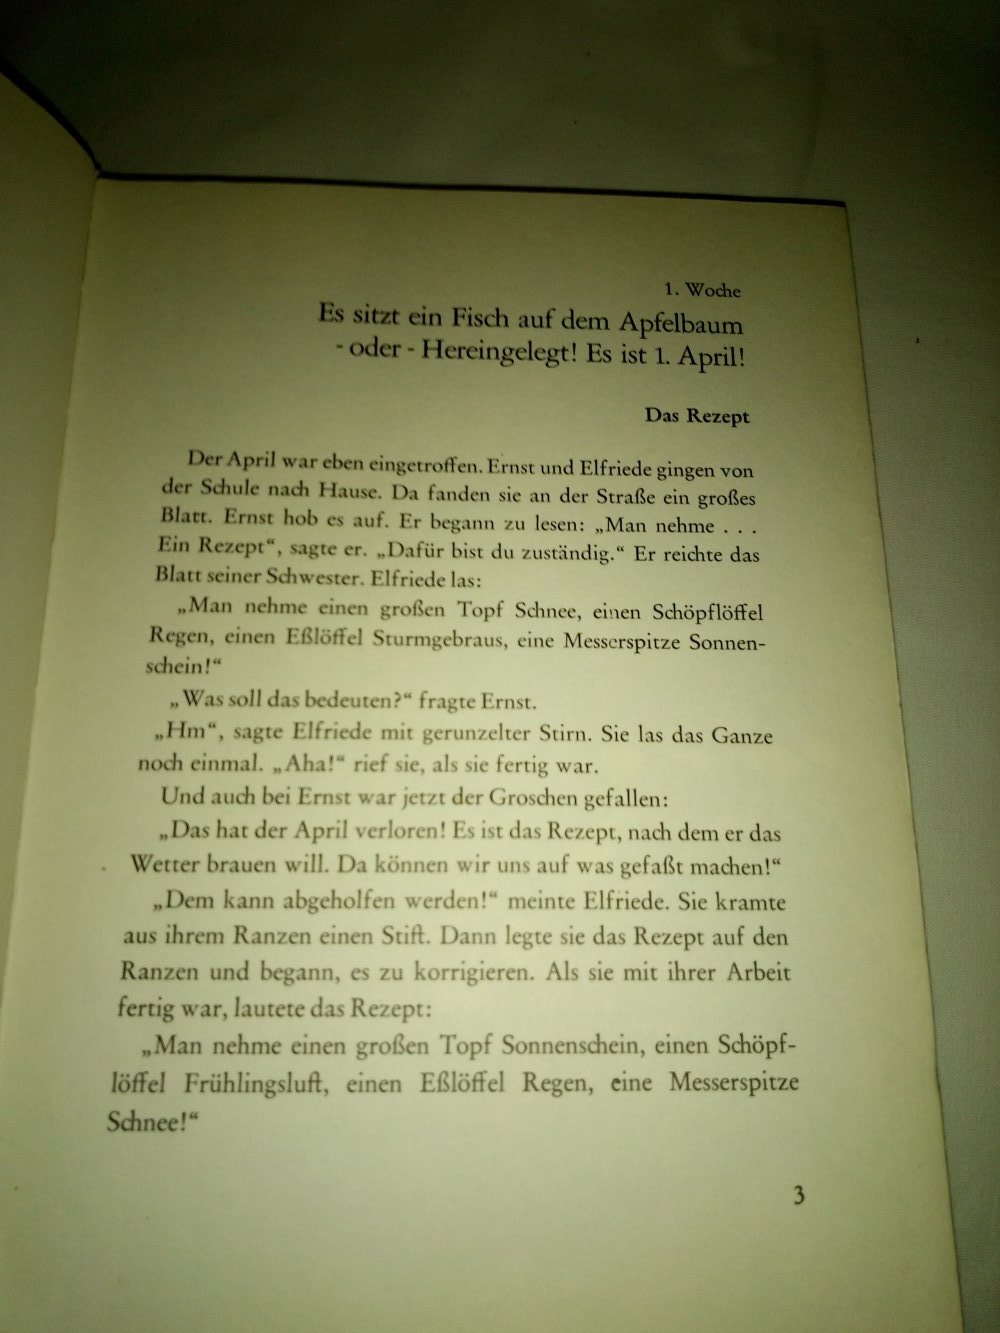 1. Woche
Es sitzt ein Fisch auf dem Apfelbaum
- oder - Hereingelegt! Es ist 1. April!
Das Rezept
Der April war eben eingetroffen. Ernst und Elfriede gingen von
der Schule nach Hause. Da fanden sie an der Straße ein großes
Blatt. Ernst hob es auf. Er begann zu lesen: „Man nehme . . .
Ein Rezept“, sagte er. „Dafür bist du zuständig.“ Er reichte das
Blatt seiner Schwester. Elfriede las:
„Man nehme einen großen Topf Schnee, einen Schöpflöffel
Regen, einen Eßlöffel Sturmgebraus, eine Messerspitze Sonnen-
schein!“
„Was soll das bedeuten?“ fragte Ernst.
„Hm“, sagte Elfriede mit gerunzelter Stirn. Sie las das Ganze
noch einmal. „Aha!“ rief sie, als sie fertig war.
Und auch bei Ernst war jetzt der Groschen gefallen:
„Das hat der April verloren! Es ist das Rezept, nach dem er das
Wetter brauen will. Da können wir uns auf was gefaßt machen!“
„Dem kann abgeholfen werden!“ meinte Elfriede. Sie kramte
aus ihrem Ranzen einen Stift. Dann legte sie das Rezept auf den
Ranzen und begann, es zu korrigieren. Als sie mit ihrer Arbeit
fertig war, lautete das Rezept:
„Man nehme einen großen Topf Sonnenschein, einen Schöpf-
löffel Frühlingsluft, einen Eßlöffel Regen, eine Messerspitze
Schnee!“
3